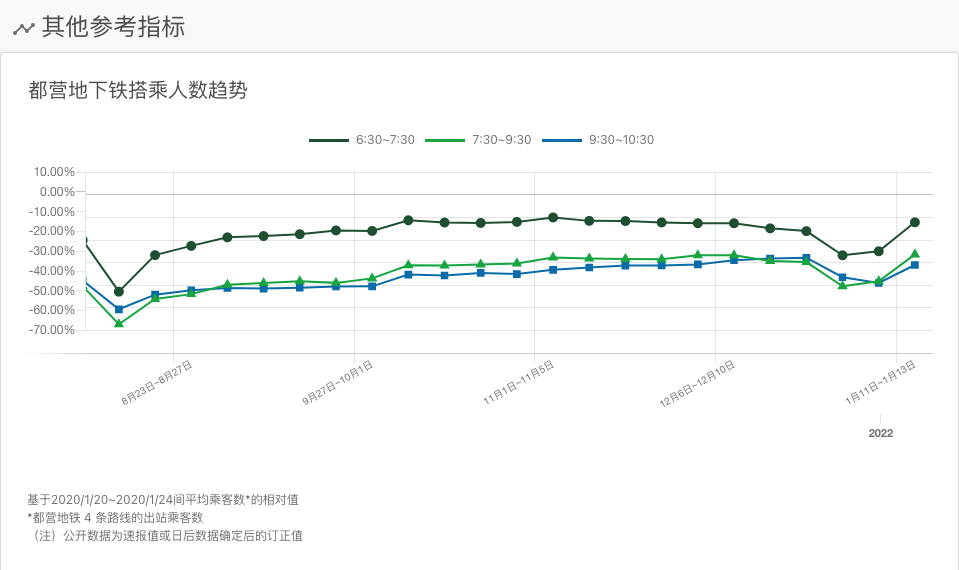 其他参考指标
都营地下铁搭乘人数趋势
6:30~7:30 7:30~9:30 9:30~10:30
10.00%
0.00%
-10.00%
-20.00%
-30.00%
-40.00%
-50.00%
-60.00%
-70.00%
8月23日~8月27日
9月27日~10月1日
11月1日~11月5日
12月6日~12月10日
1月11日~1月13日
2022
基于2020/1/20~2020/1/24间平均乘客数*的相对值
*都营地铁 4 条路线的出站乘客数
（注）公开数据为速报值或日后数据确定后的订正值